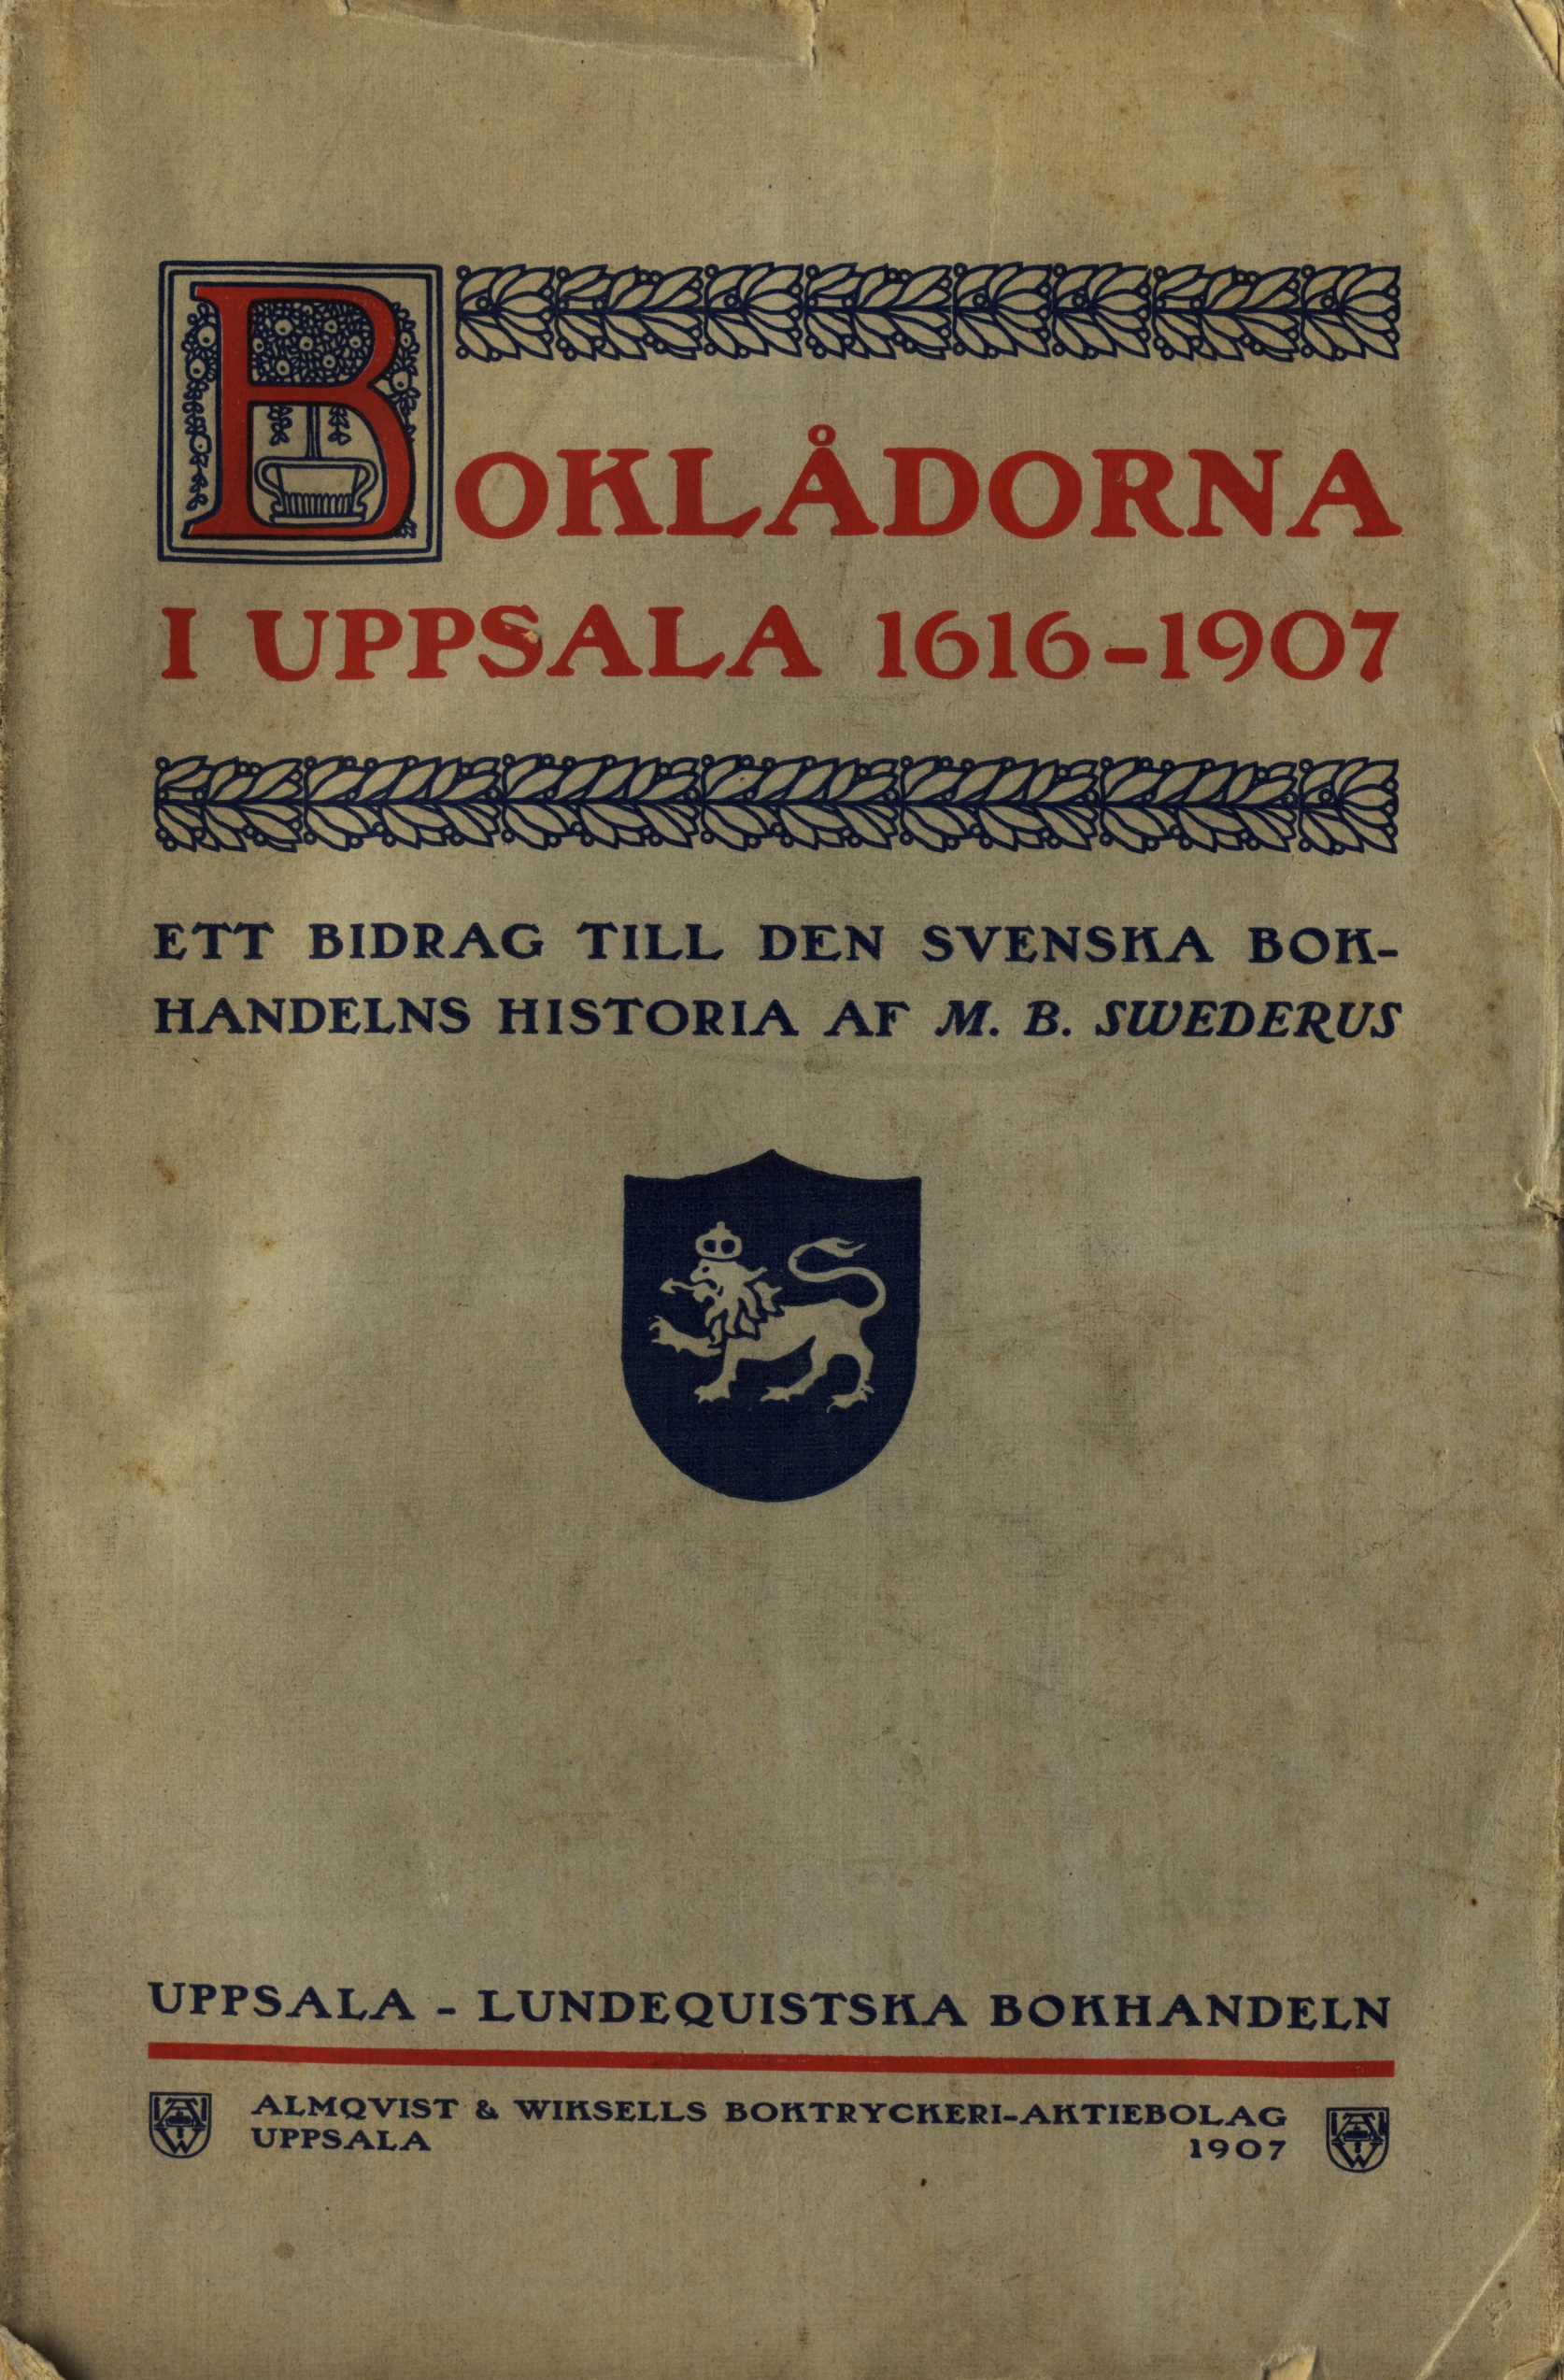 BOKLÅDORNA
I UPPSALA 1616-1907
ETT BIDRAG TILL DEN SVENSKA BOK-
HANDELNS HISTORIA AF M. B. SWEDERUS
UPPSALA - LUNDEQUISTSKA BOKHANDELN
ALMQVIST & WIKSELLS BOKTRYCKERI-AKTIEBOLAG
UPPSALA 1907